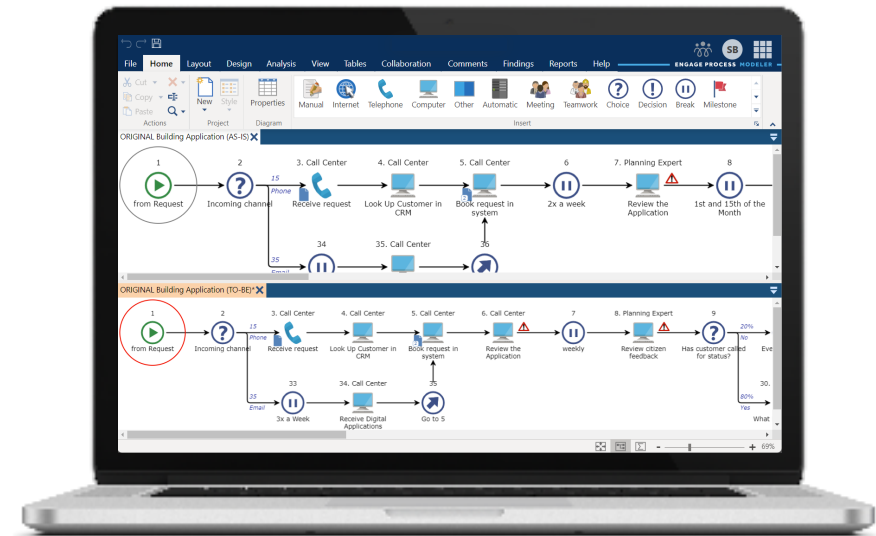 SB
File Home Layout Design Analysis View Tables Collaboration Comments Findings Reports Help ENGAGE PROCESS MODELER
Cut
Copy
Paste
New Style Properties Manual Internet Telephone Computer Other Automatic Meeting Teamwork Choice Decision Break Milestone
Actions Project Diagram Insert
ORIGINAL Building Application (AS-IS)
1 2 3. Call Center 4. Call Center 5. Call Center 6 7. Planning Expert 8
15
Phone
from Request Incoming channel Receive request Look Up Customer in Book request in 2x a week Review the 1st and 15th of the
CRM system Application Month
34 35. Call Center 36
35
Email
ORIGINAL Building Application (TO-BE)*
1 2 3. Call Center 4. Call Center 5. Call Center 6. Call Center 7 8. Planning Expert 9
15 20%
Phone No
from Request Incoming channel Receive request Look Up Customer in Book request in Review the weekly Review citizen Has customer called Eve
CRM system Application feedback for status?
33 34. Call Center 35 30.
35 80%
Email Yes
3x a Week Receive Digital Go to 5 What
Applications
69%